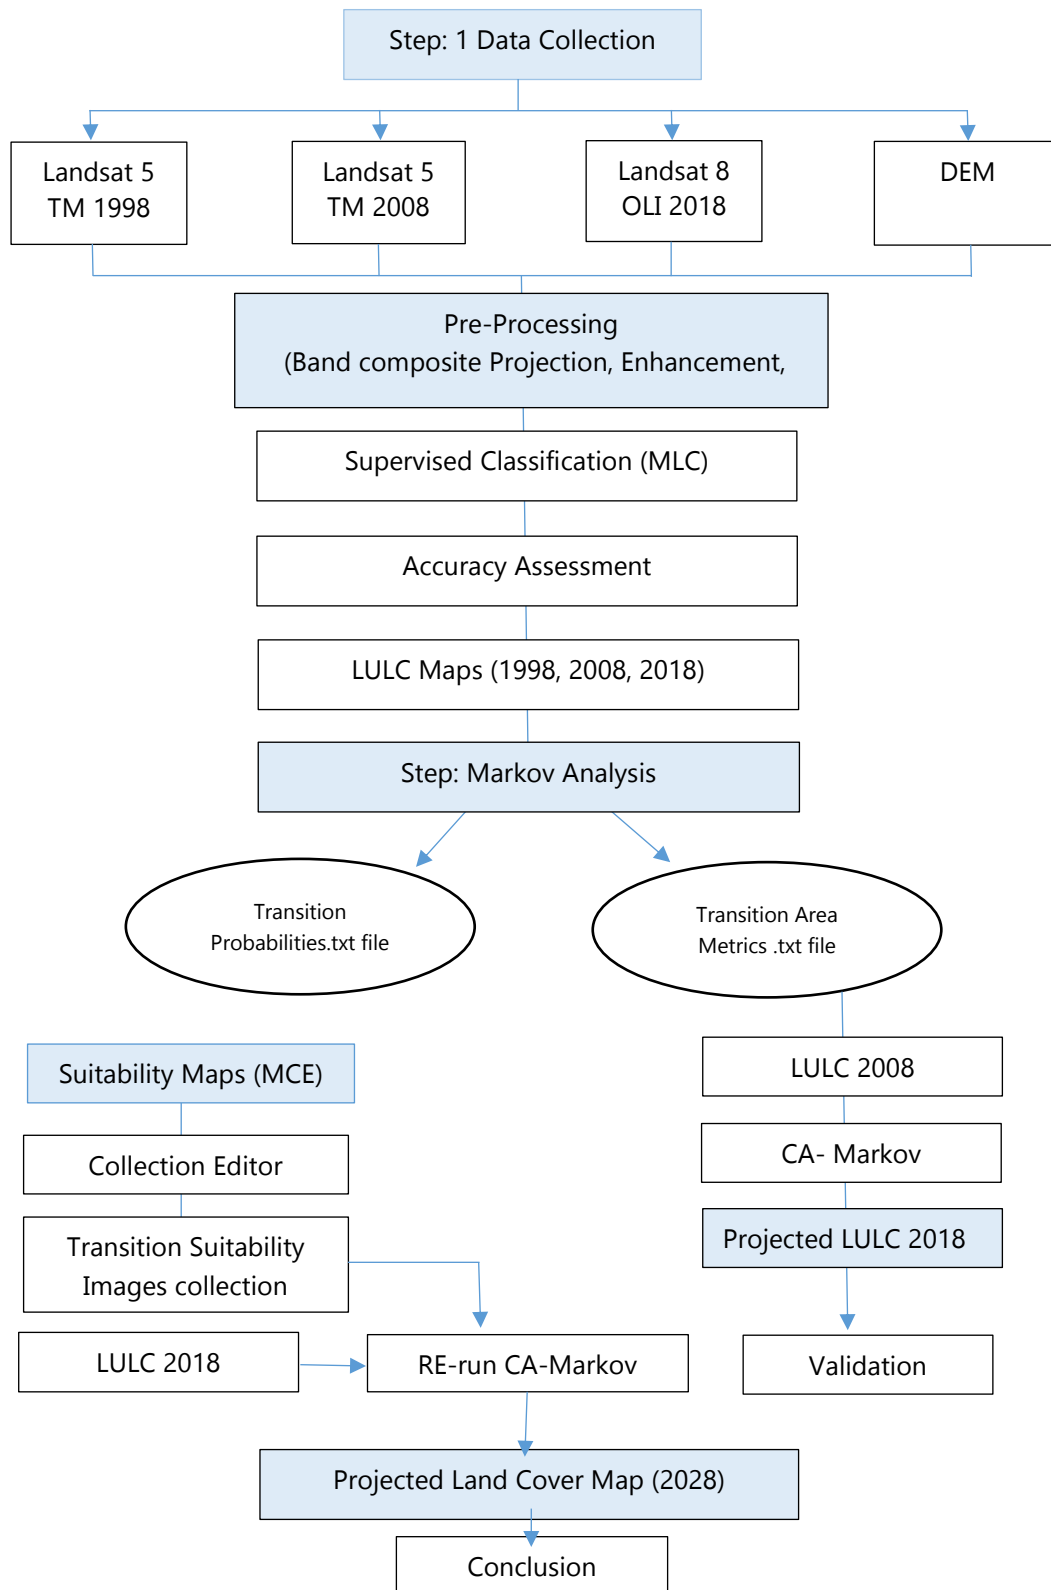 Step: 1 Data Collection
Landsat 5
TM 1998
Landsat 5
TM 2008
Landsat 8
OLI 2018
DEM
Pre-Processing
(Band composite Projection, Enhancement,
Supervised Classification (MLC)
Accuracy Assessment
LULC Maps (1998, 2008, 2018)
Step: Markov Analysis
Transition
Probabilities.txt file
Transition Area
Metrics .txt file
Suitability Maps (MCE)
Collection Editor
Transition Suitability
Images collection
LULC 2018
RE-run CA-Markov
LULC 2008
CA- Markov
Projected LULC 2018
Validation
Projected Land Cover Map (2028)
Conclusion